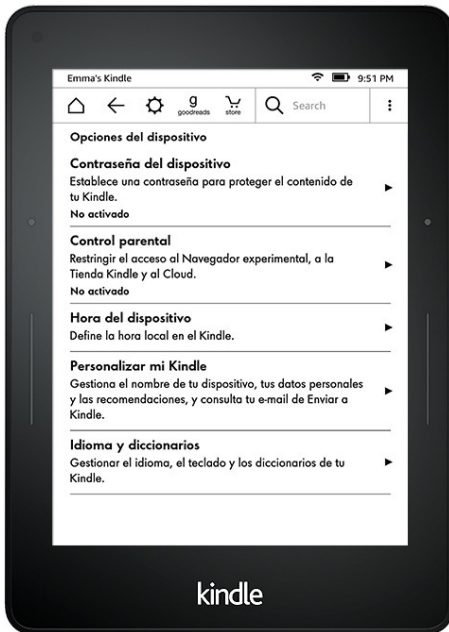 Emma's Kindle 9:51 PM
g
goodreads store Search
Opciones del dispositivo
Contraseña del dispositivo
Establece una contraseña para proteger el contenido de
tu Kindle.
No activado
Control parental
Restringir el acceso al Navegador experimental, a la
Tienda Kindle y al Cloud.
No activado
Hora del dispositivo
Define la hora local en el Kindle.
Personalizar mi Kindle
Gestiona el nombre de tu dispositivo, tus datos personales
y las recomendaciones, y consulta tu e-mail de Enviar a
Kindle.
Idioma y diccionarios
Gestionar el idioma, el teclado y los diccionarios de tu
Kindle.
kindle